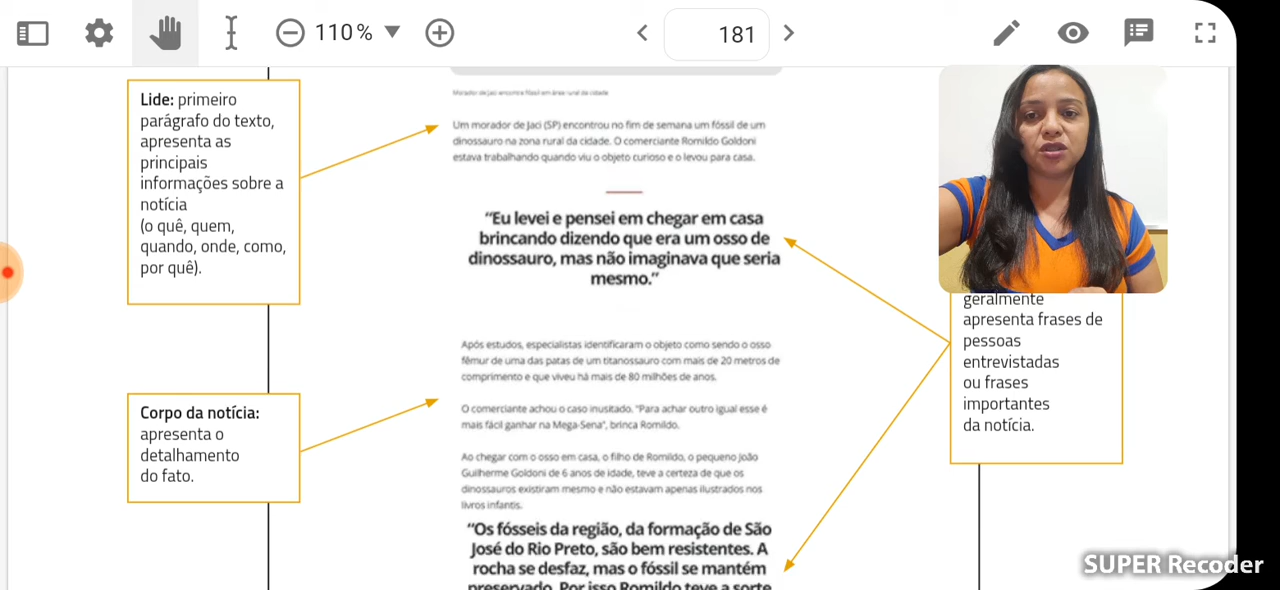 110 %
181
Lide: primeiro
parágrafo do texto,
apresenta as
principais
informações sobre a
notícia
(o quê, quem,
quando, onde, como,
por quê).
Morador de Jaci encontra fóssil em área rural da cidade
Um morador de Jaci (SP) encontrou no fim de semana um fóssil de um
dinossauro na zona rural da cidade. O comerciante Romildo Goldoni
estava trabalhando quando viu o objeto curioso e o levou para casa.
“Eu levei e pensei em chegar em casa
brincando dizendo que era um osso de
dinossauro, mas não imaginava que seria
mesmo.”
geralmente
apresenta frases de
pessoas
entrevistadas
ou frases
importantes
da notícia.
Corpo da notícia:
apresenta o
detalhamento
do fato.
Após estudos, especialistas identificaram o objeto como sendo o osso
fêmur de uma das patas de um titanossauro com mais de 20 metros de
comprimento e que viveu há mais de 80 milhões de anos.
O comerciante achou o caso inusitado. "Para achar outro igual esse é
mais fácil ganhar na Mega-Sena", brinca Romildo.
Ao chegar com o osso em casa, o filho de Romildo, o pequeno João
Guilherme Goldoni de 6 anos de idade, teve a certeza de que os
dinossauros existiram mesmo e não estavam apenas ilustrados nos
livros infantis.
“Os fósseis da região, da formação de São
José do Rio Preto, são bem resistentes. A
rocha se desfaz, mas o fóssil se mantém
preservado. Por isso Romildo teve a sorte
SUPER Recoder